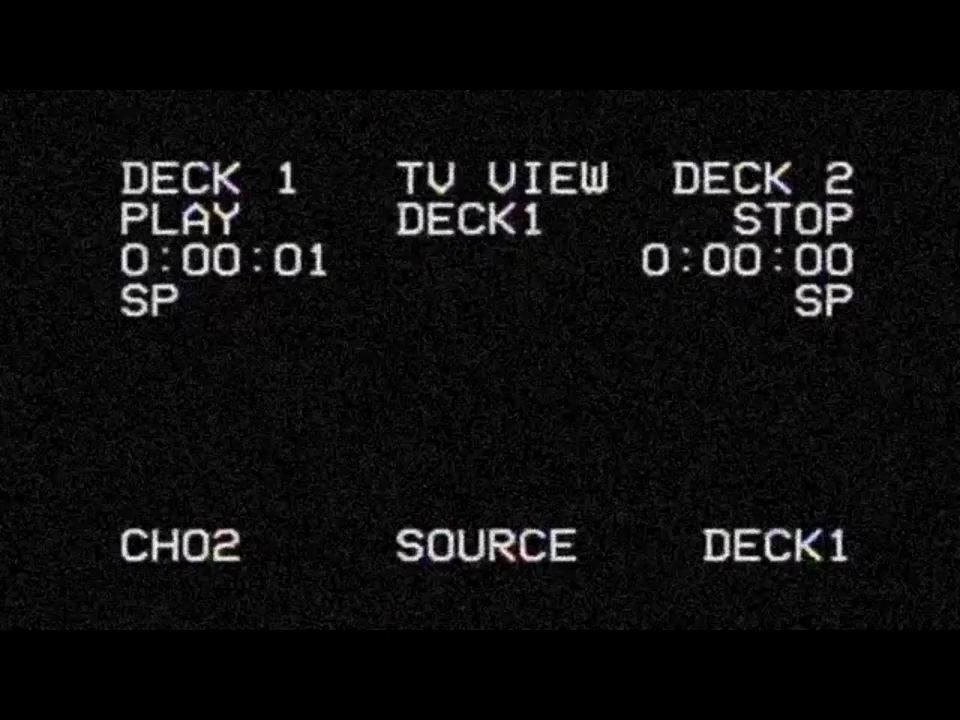 DECK 1 TV VIEW DECK 2
PLAY DECK1 STOP
0:00:01 0:00:00
SP SP
CH02 SOURCE DECK1